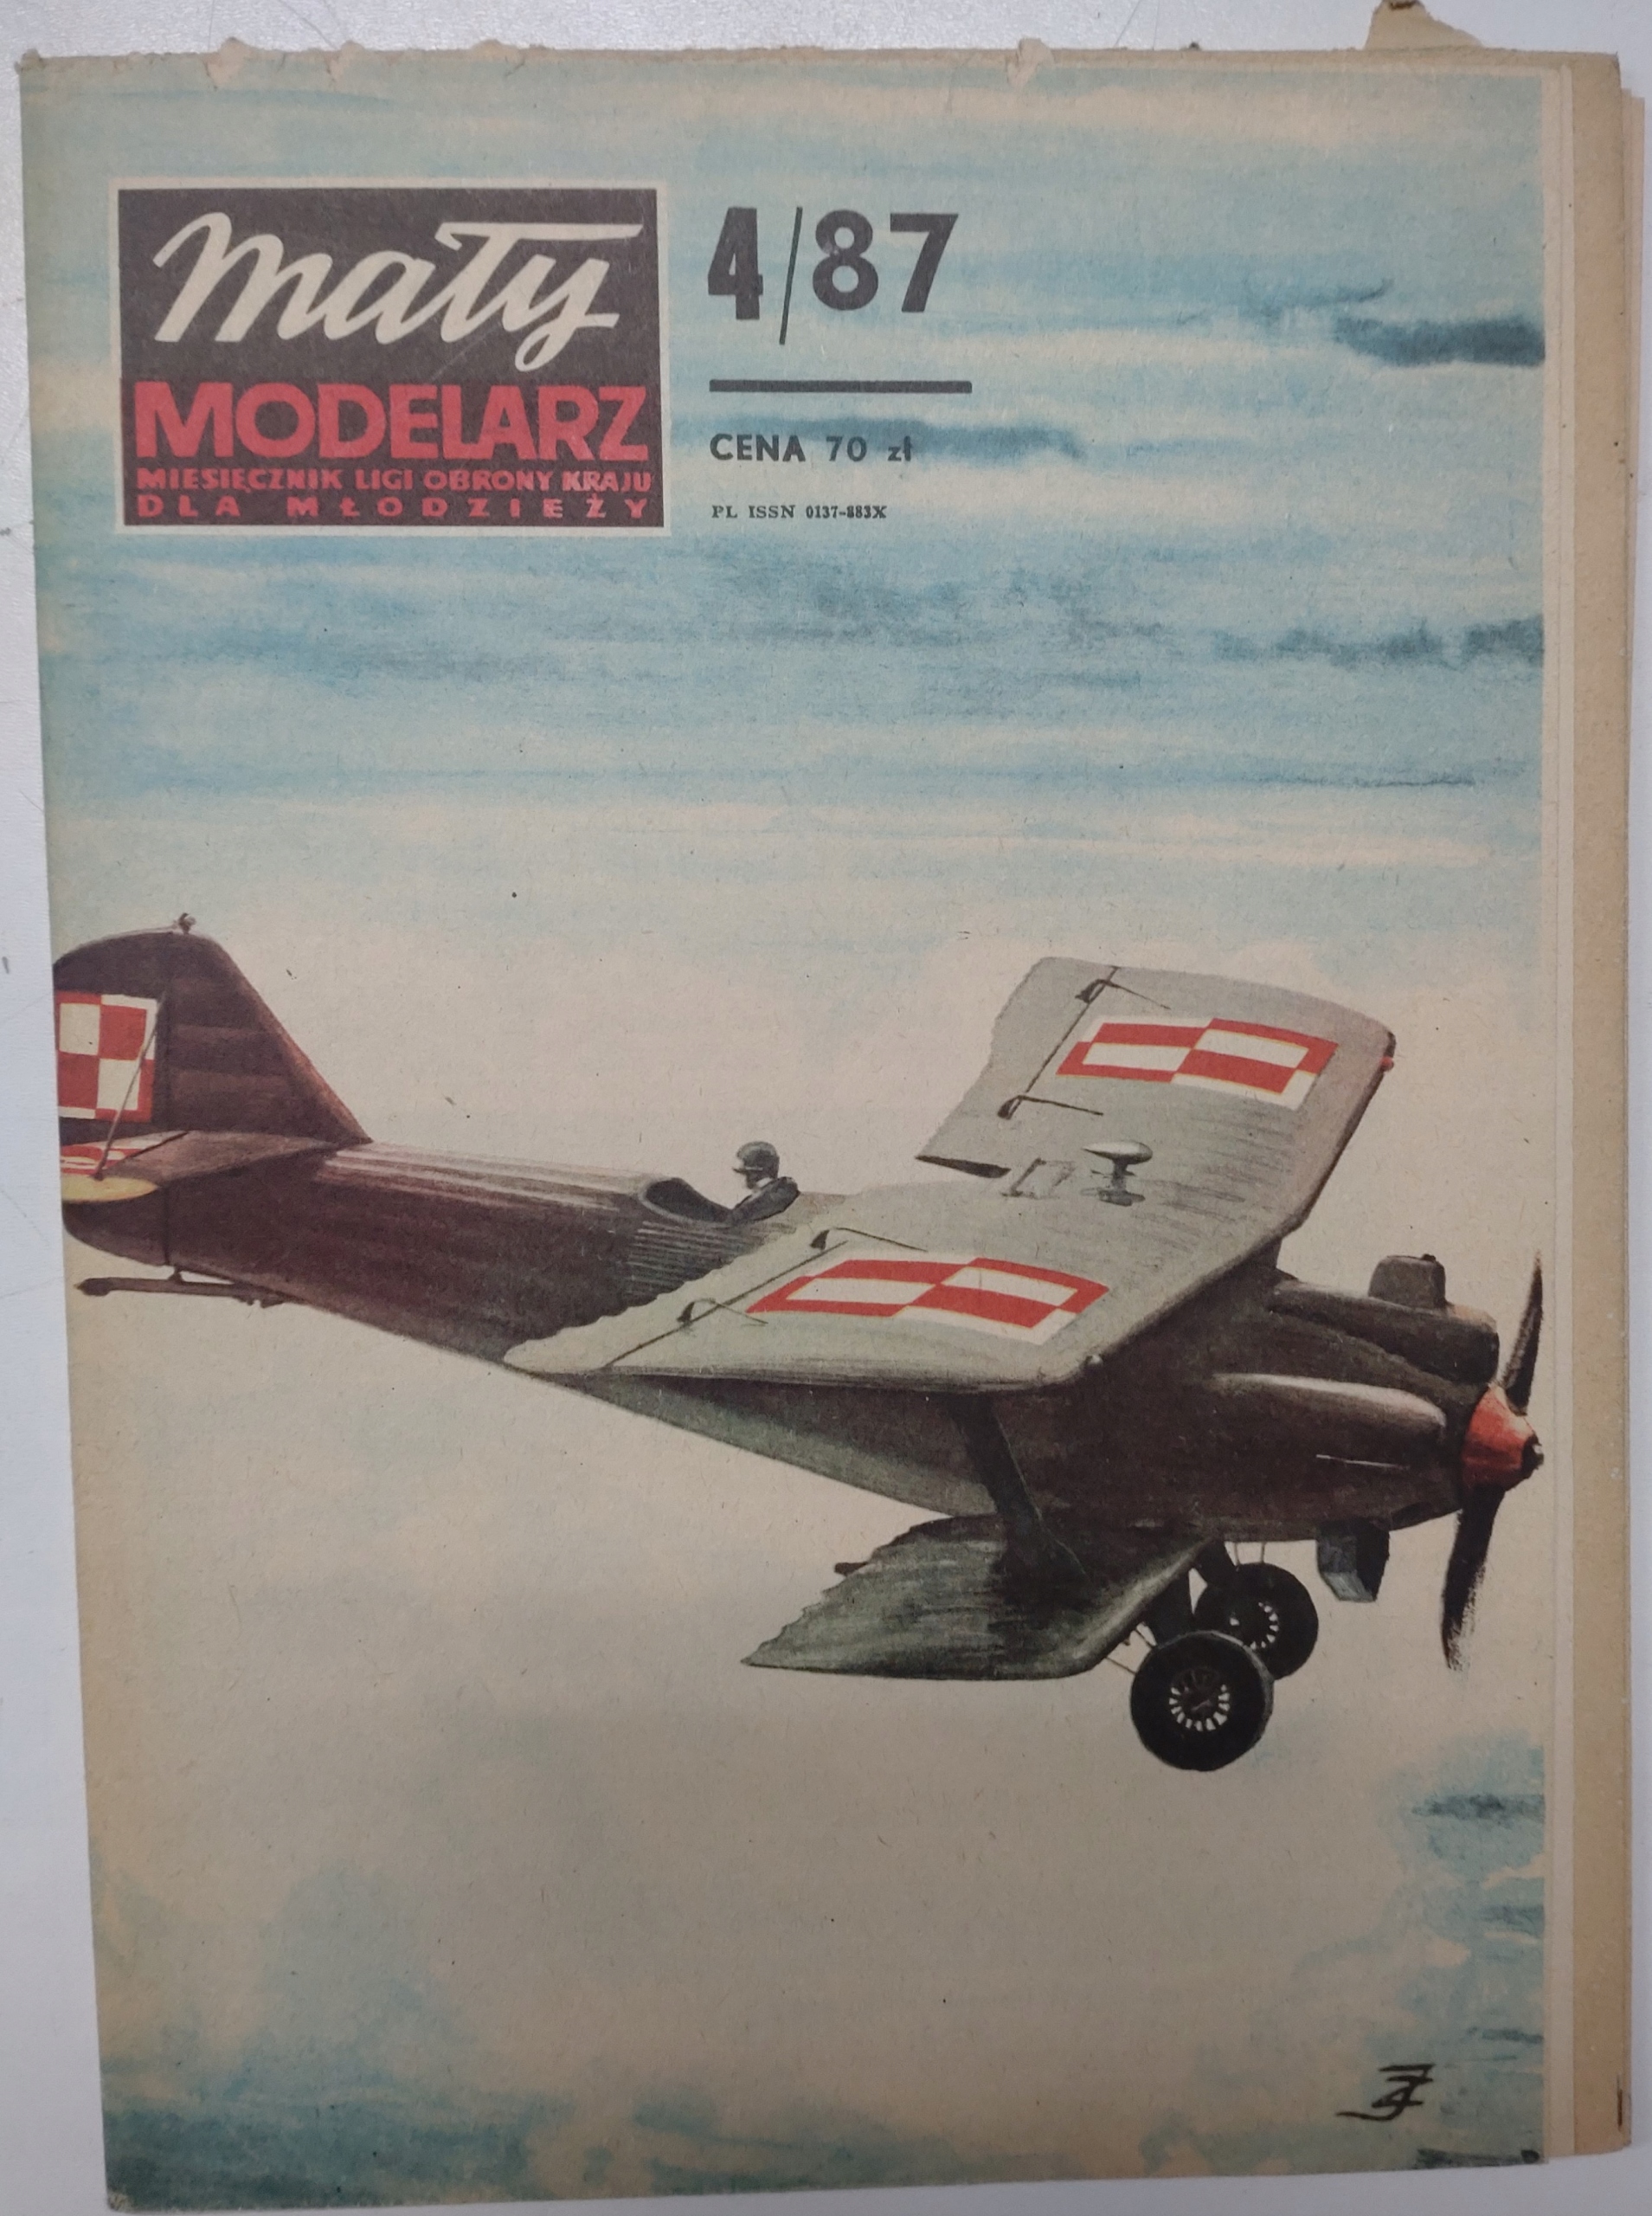 mały
MODELARZ
MIESIĘCZNIK LIGI OBRONY KRAJU
DLA MŁODZIEŻY
4/87
CENA 70 zł
PL ISSN 0137-883X